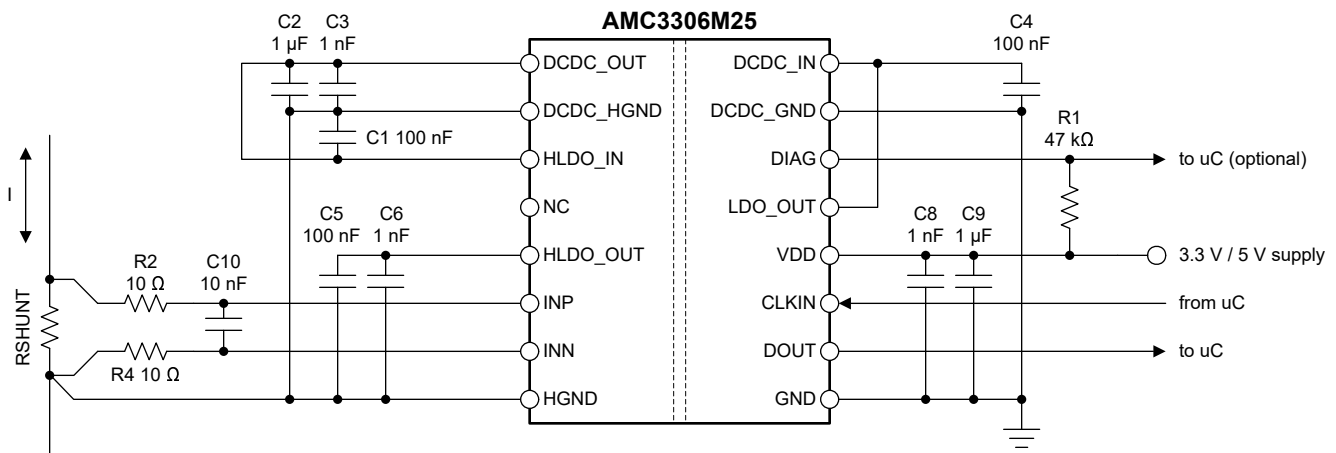 AMC3306M25
C2
1 µF
C3
1 nF
C4
100 nF
DCDC_OUT
DCDC_IN
DCDC_HGND
DCDC_GND
C1 100 nF
R1
47 kΩ
HLDO_IN
DIAG
to uC (optional)
I
NC
LDO_OUT
C5
100 nF
C6
1 nF
C8
1 nF
C9
1 µF
HLDO_OUT
VDD
3.3 V / 5 V supply
R2
10 Ω
C10
10 nF
INP
CLKIN
from uC
RSHUNT
R4 10 Ω
INN
DOUT
to uC
HGND
GND